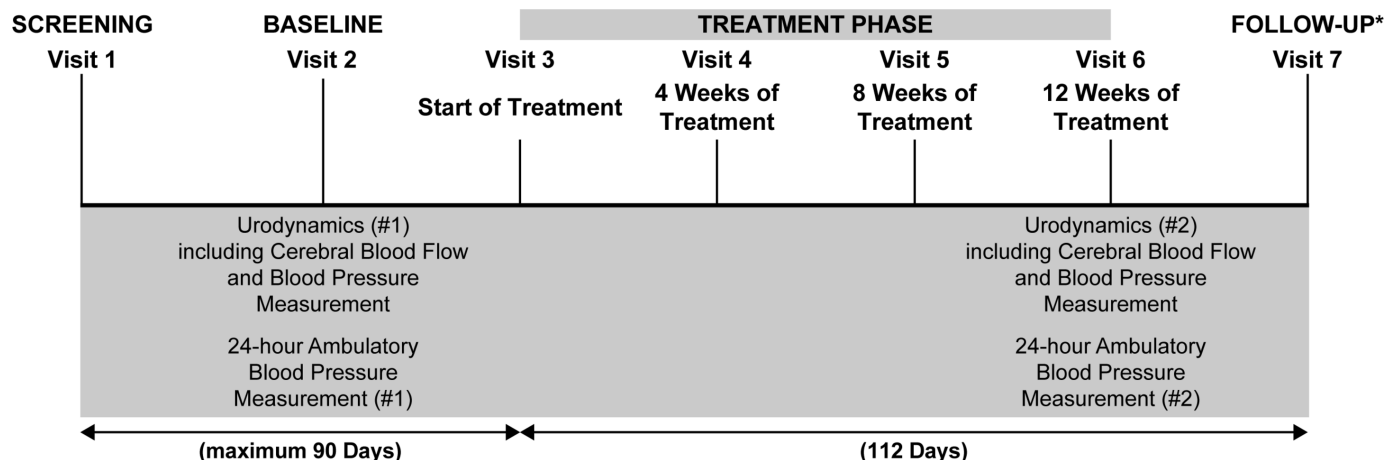 SCREENING
BASELINE
TREATMENT PHASE
FOLLOW-UP*
Visit 1
Visit 2
Visit 3
Visit 4
Visit 5
Visit 6
Visit 7
Start of Treatment
4 Weeks of
Treatment
8 Weeks of
Treatment
12 Weeks of
Treatment
Urodynamics (#1)
including Cerebral Blood Flow
and Blood Pressure
Measurement
24-hour Ambulatory
Blood Pressure
Measurement (#1)
Urodynamics (#2)
including Cerebral Blood Flow
and Blood Pressure
Measurement
24-hour Ambulatory
Blood Pressure
Measurement (#2)
(maximum 90 Days)
(112 Days)